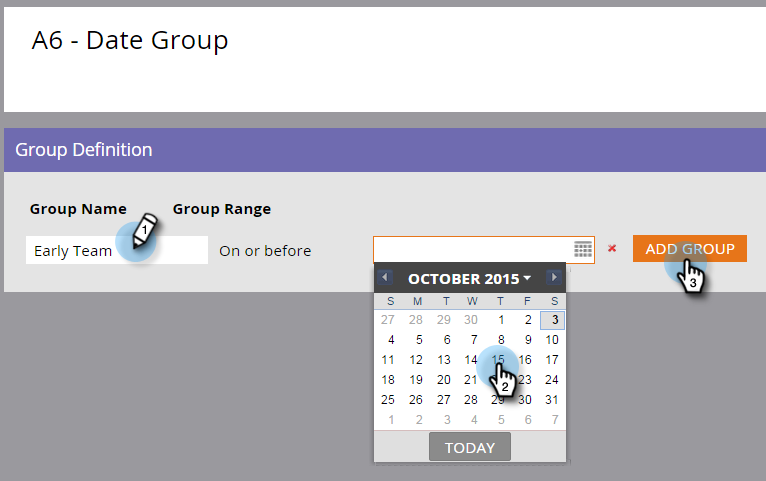 A6 - Date Group
Group Definition
Group Name Group Range
Early Team 1 On or before ADD GROUP
3
OCTOBER 2015
S M T W T F S
27 28 29 30 1 2 3
4 5 6 7 8 9 10
11 12 13 14 15 16 17
2
18 19 20 21 23 24
25 26 27 28 29 30 31
1 2 3 4 5 6 7
TODAY